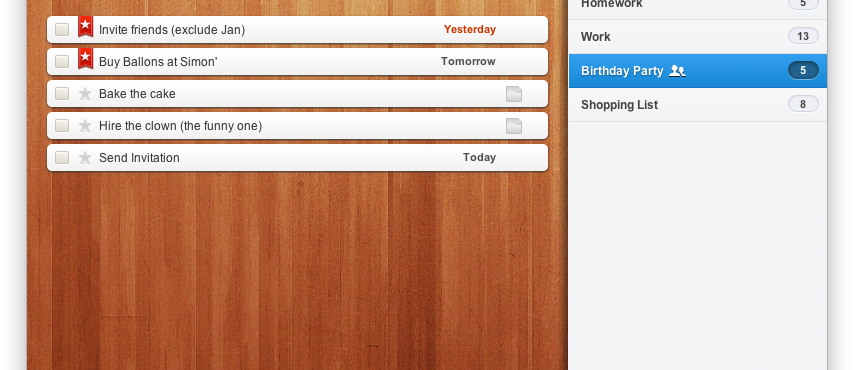 Invite friends (exclude Jan) Yesterday
Buy Ballons at Simon' Tomorrow
Bake the cake
Hire the clown (the funny one)
Send Invitation Today
Homework 5
Work 13
Birthday Party 5
Shopping List 8